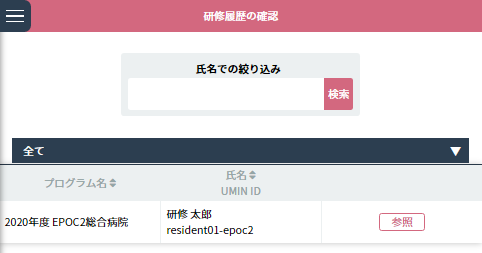 研修履歴の確認
氏名での絞り込み
検索
全て ▼
プログラム名
氏名
UMIN ID
2020年度 EPOC2総合病院
研修 太郎
resident01-epoc2
参照